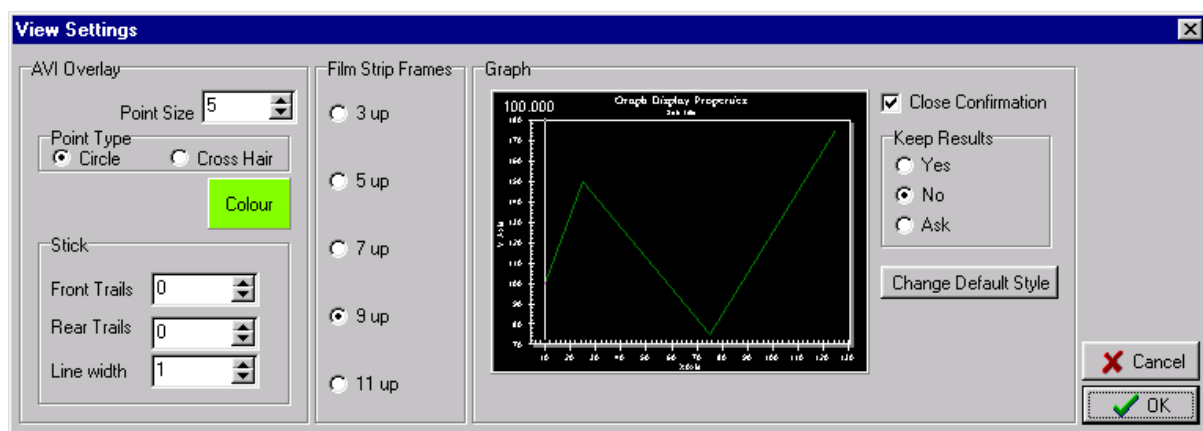 View Settings
AVI Overlay
Point Size 5
Point Type
Circle Cross Hair
Colour
Stick
Front Trails 0
Rear Trails 0
Line width 1
Film Strip Frames
3 up
5 up
7 up
9 up
11 up
Graph
100.000
Graph Display Properties
X Axis
Close Confirmation
Keep Results
Yes
No
Ask
Change Default Style
Cancel
OK